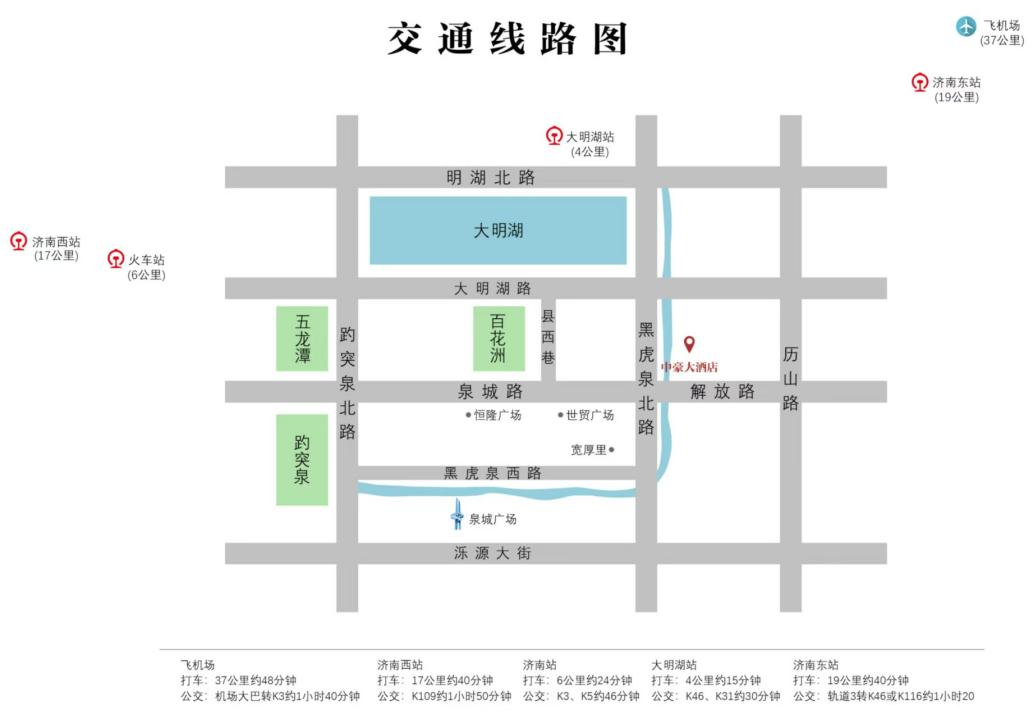 交通线路图
飞机场
(37公里)
济南东站
(19公里)
大明湖站
(4公里)
明湖北路
大明湖
济南西站
(17公里)
火车站
(6公里)
大明湖路
五龙潭
趵突泉北路
百花洲
县西巷
黑虎泉北路
中豪大酒店
历山路
泉城路
解放路
恒隆广场
世贸广场
宽厚里
趵突泉
黑虎泉西路
泉城广场
泺源大街
飞机场
打车：37公里约48分钟
公交：机场大巴转K3约1小时40分钟
济南西站
打车：17公里约40分钟
公交：K109约1小时50分钟
济南站
打车：6公里约24分钟
公交：K3、K5约46分钟
大明湖站
打车：4公里约15分钟
公交：K46、K31约30分钟
济南东站
打车：19公里约40分钟
公交：轨道3转K46或K116约1小时20